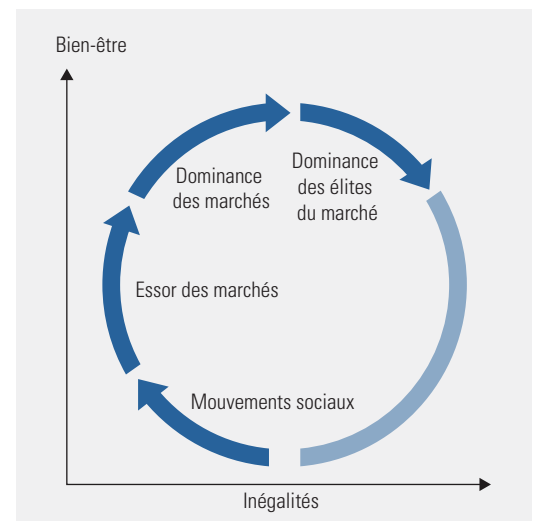 Bien-être
Dominance
des marchés
Dominance
des élites
du marché
Essor des marchés
Mouvements sociaux
Inégalités